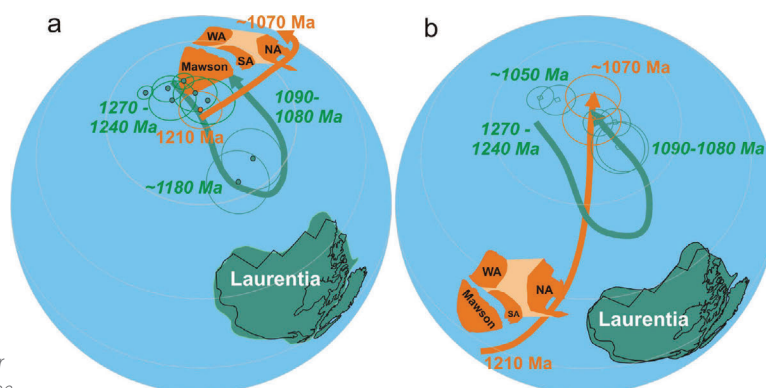 a
~1070 Ma
WA
NA
SA
Mawson
1270 -
1240 Ma
1210 Ma
1090-
1080 Ma
~1180 Ma
Laurentia
b
~1050 Ma
~1070 Ma
1270 -
1240 Ma
1090-1080 Ma
WA
NA
Mawson
SA
1210 Ma
Laurentia
r